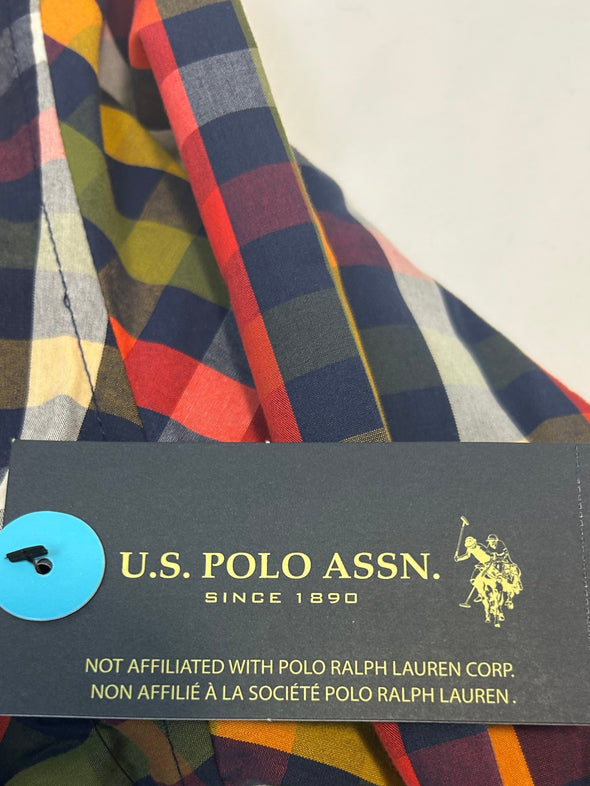 U.S. POLO ASSN.
SINCE 1890
NOT AFFILIATED WITH POLO RALPH LAUREN CORP.
NON AFFILIÉ À LA SOCIÉTÉ POLO RALPH LAUREN .